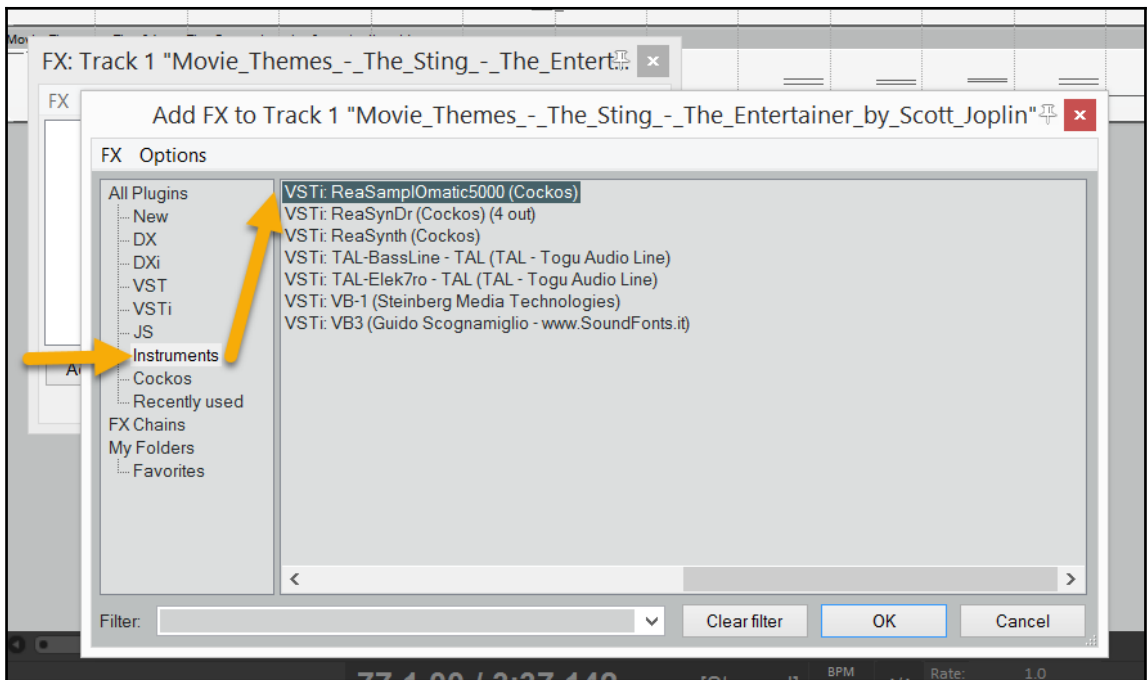 FX: Track 1 "Movie_Themes_-_The_Sting_-_The_Entert...
FX
Add FX to Track 1 "Movie_Themes_-_The_Sting_-_The_Entertainer_by_Scott_Joplin"
FX Options
All Plugins
New
DX
DXi
VST
VSTi
JS
Instruments
Cockos
Recently used
FX Chains
My Folders
Favorites
VSTi: ReaSamplOmatic5000 (Cockos)
VSTi: ReaSynDr (Cockos) (4 out)
VSTi: ReaSynth (Cockos)
VSTi: TAL-BassLine - TAL (TAL - Togu Audio Line)
VSTi: TAL-Elek7ro - TAL (TAL - Togu Audio Line)
VSTi: VB-1 (Steinberg Media Technologies)
VSTi: VB3 (Guido Scognamiglio - www.SoundFonts.it)
Filter:
Clear filter
OK
Cancel
BPM
Rate:
1.0